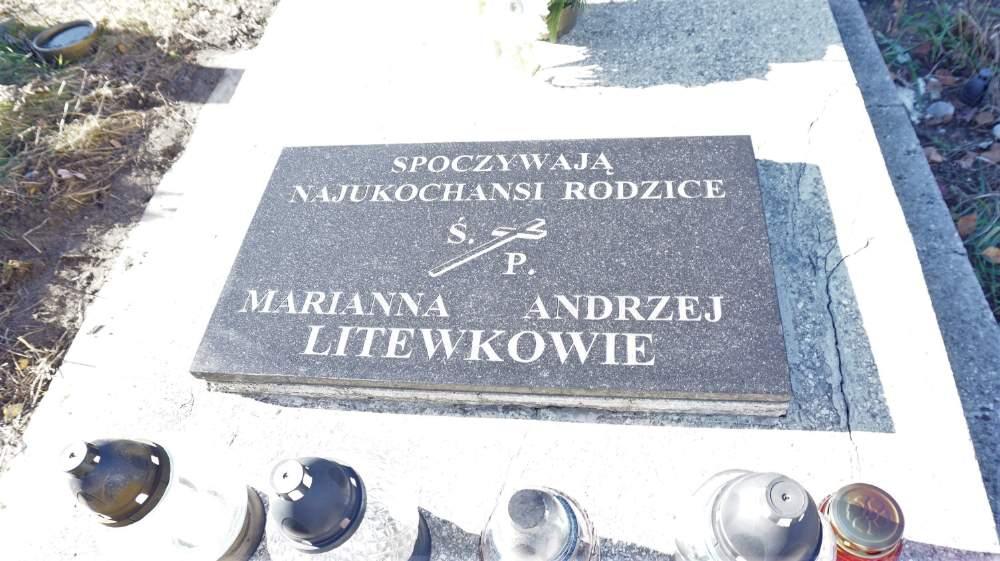 SPOCZYWAJĄ
NAJUKOCHANSI RODZICE
Ś.
P.
MARIANNA ANDRZEJ
LITEWKOWIE